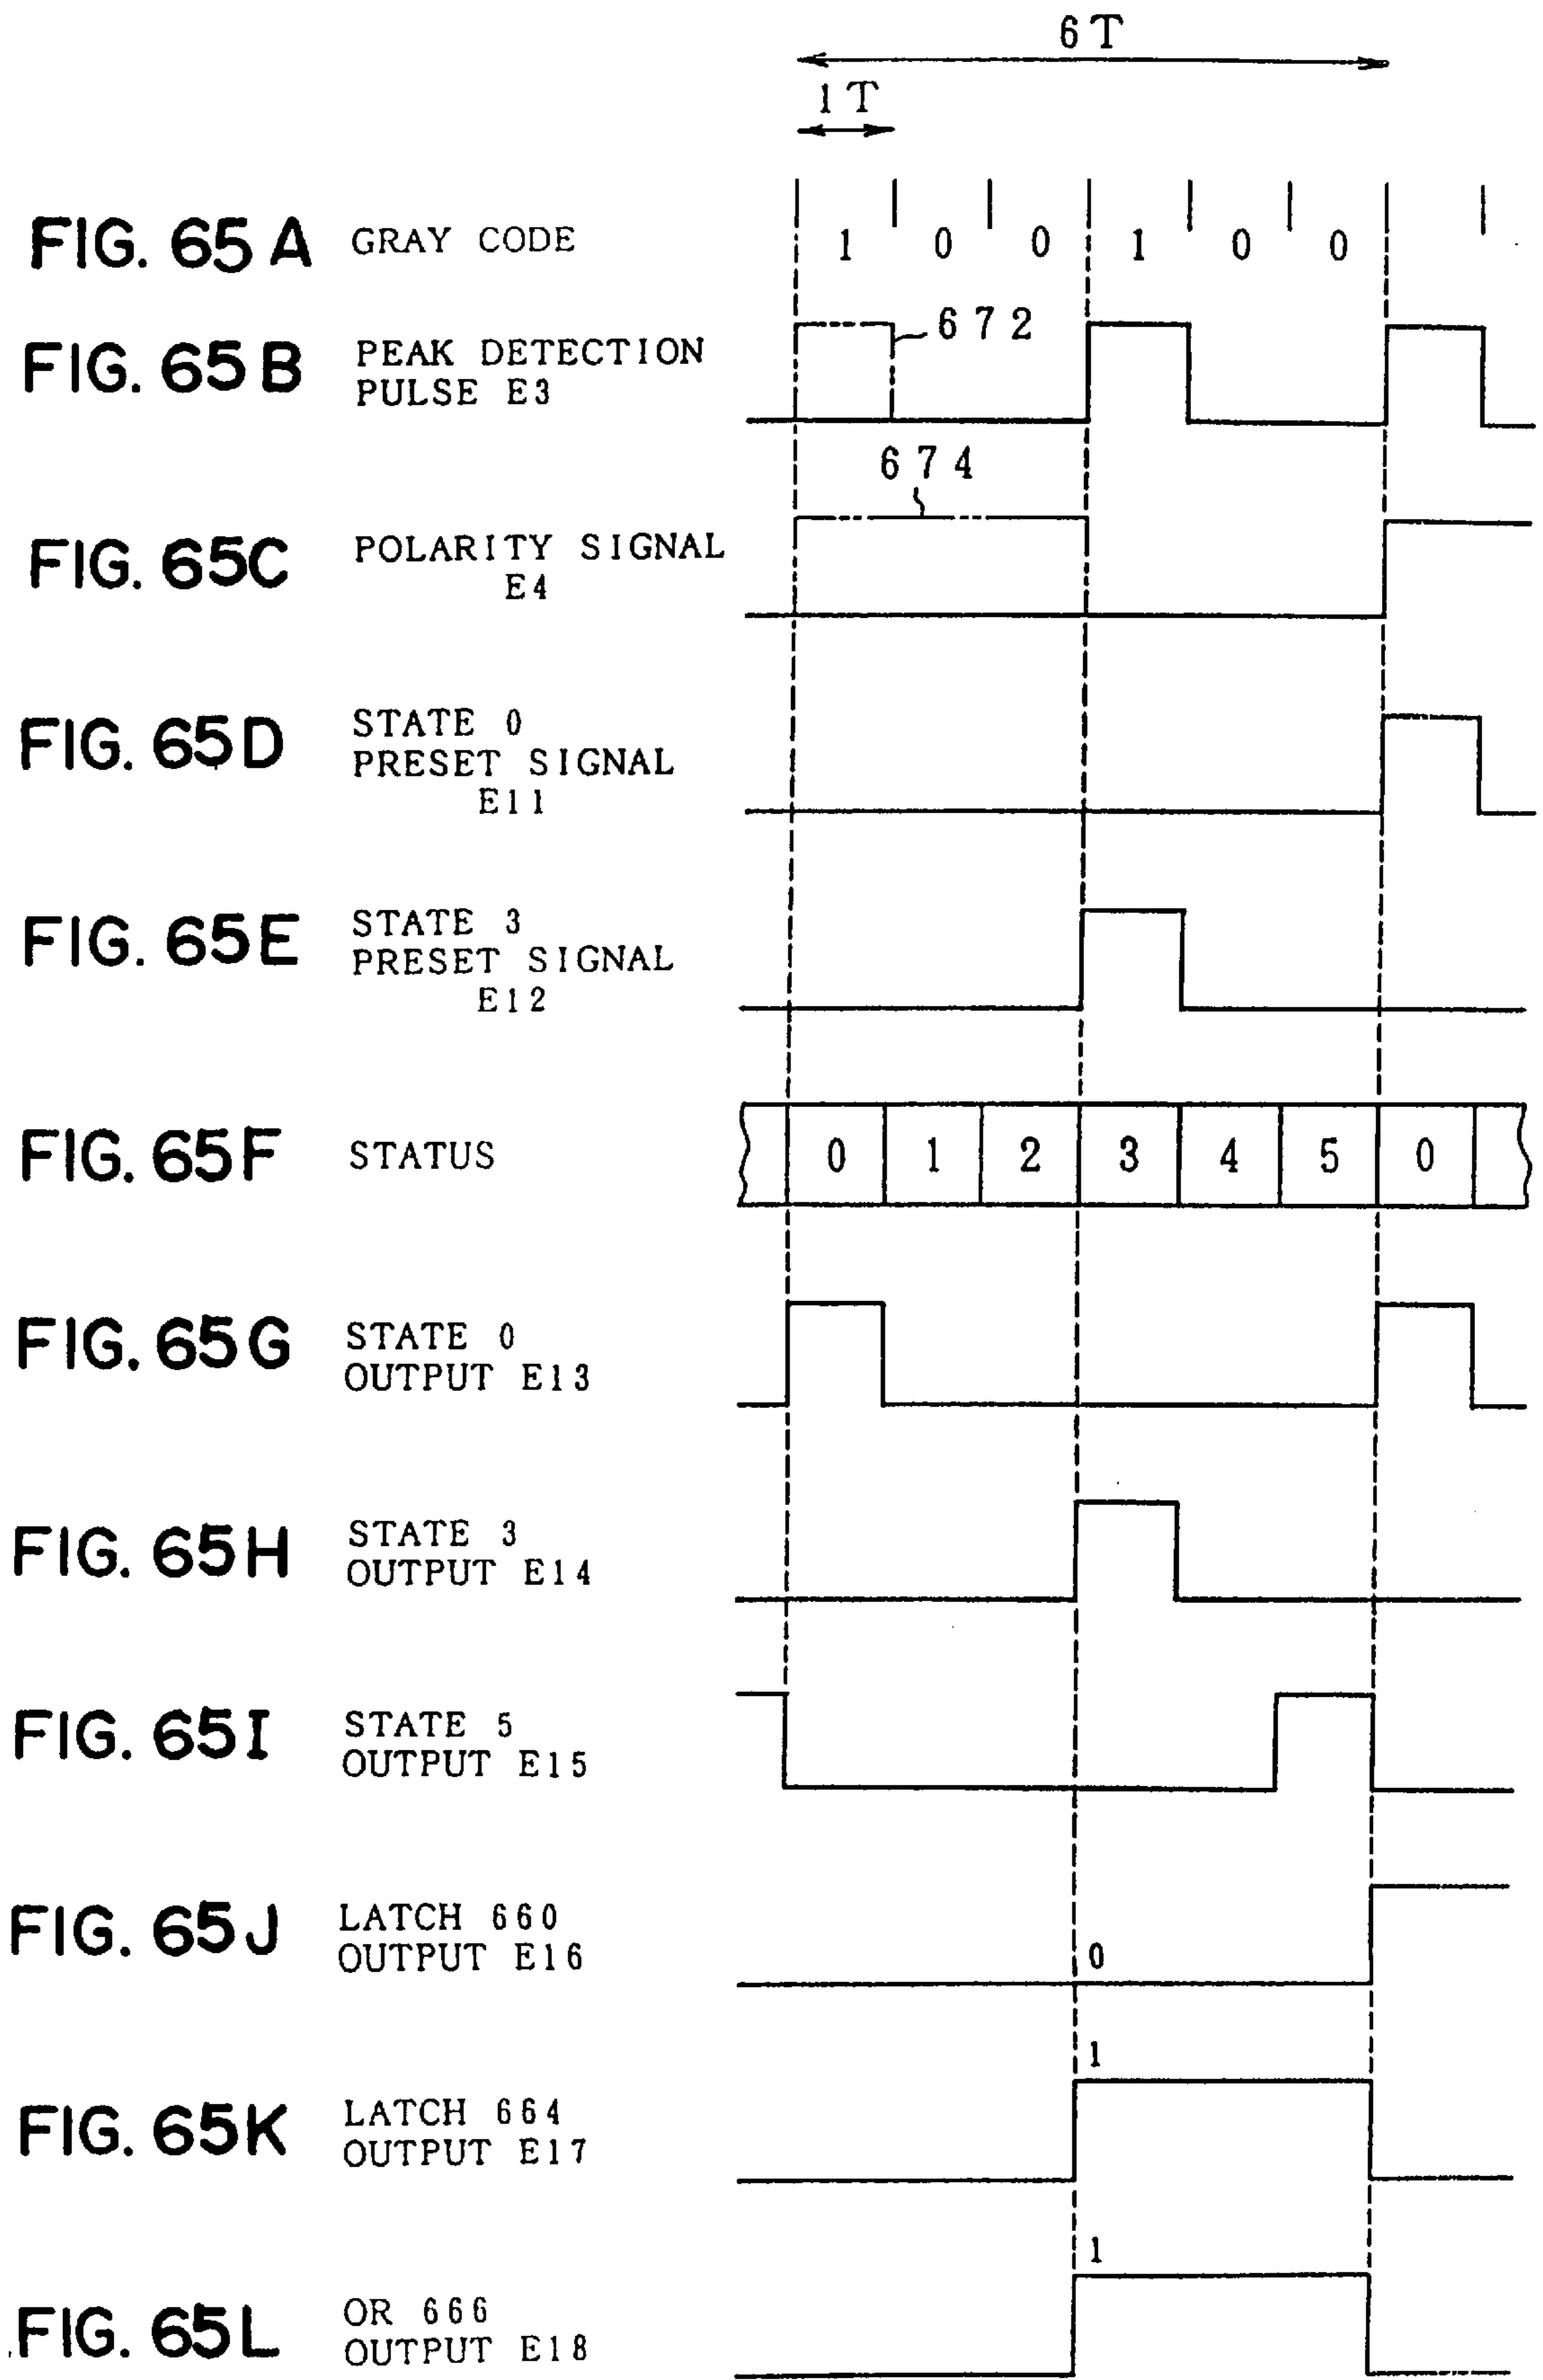 6T
1T
FIG. 65A GRAY CODE 1 0 0 1 0 0
FIG. 65B PEAK DETECTION
PULSE E3
672
674
FIG. 65C POLARITY SIGNAL
E4
FIG. 65D STATE 0
PRESET SIGNAL
E11
FIG. 65E STATE 3
PRESET SIGNAL
E12
FIG. 65F STATUS 0 1 2 3 4 5 0
FIG. 65G STATE 0
OUTPUT E13
FIG. 65H STATE 3
OUTPUT E14
FIG. 65I STATE 5
OUTPUT E15
FIG. 65J LATCH 660
OUTPUT E16
0
1
FIG. 65K LATCH 664
OUTPUT E17
1
FIG. 65L OR 666
OUTPUT E18